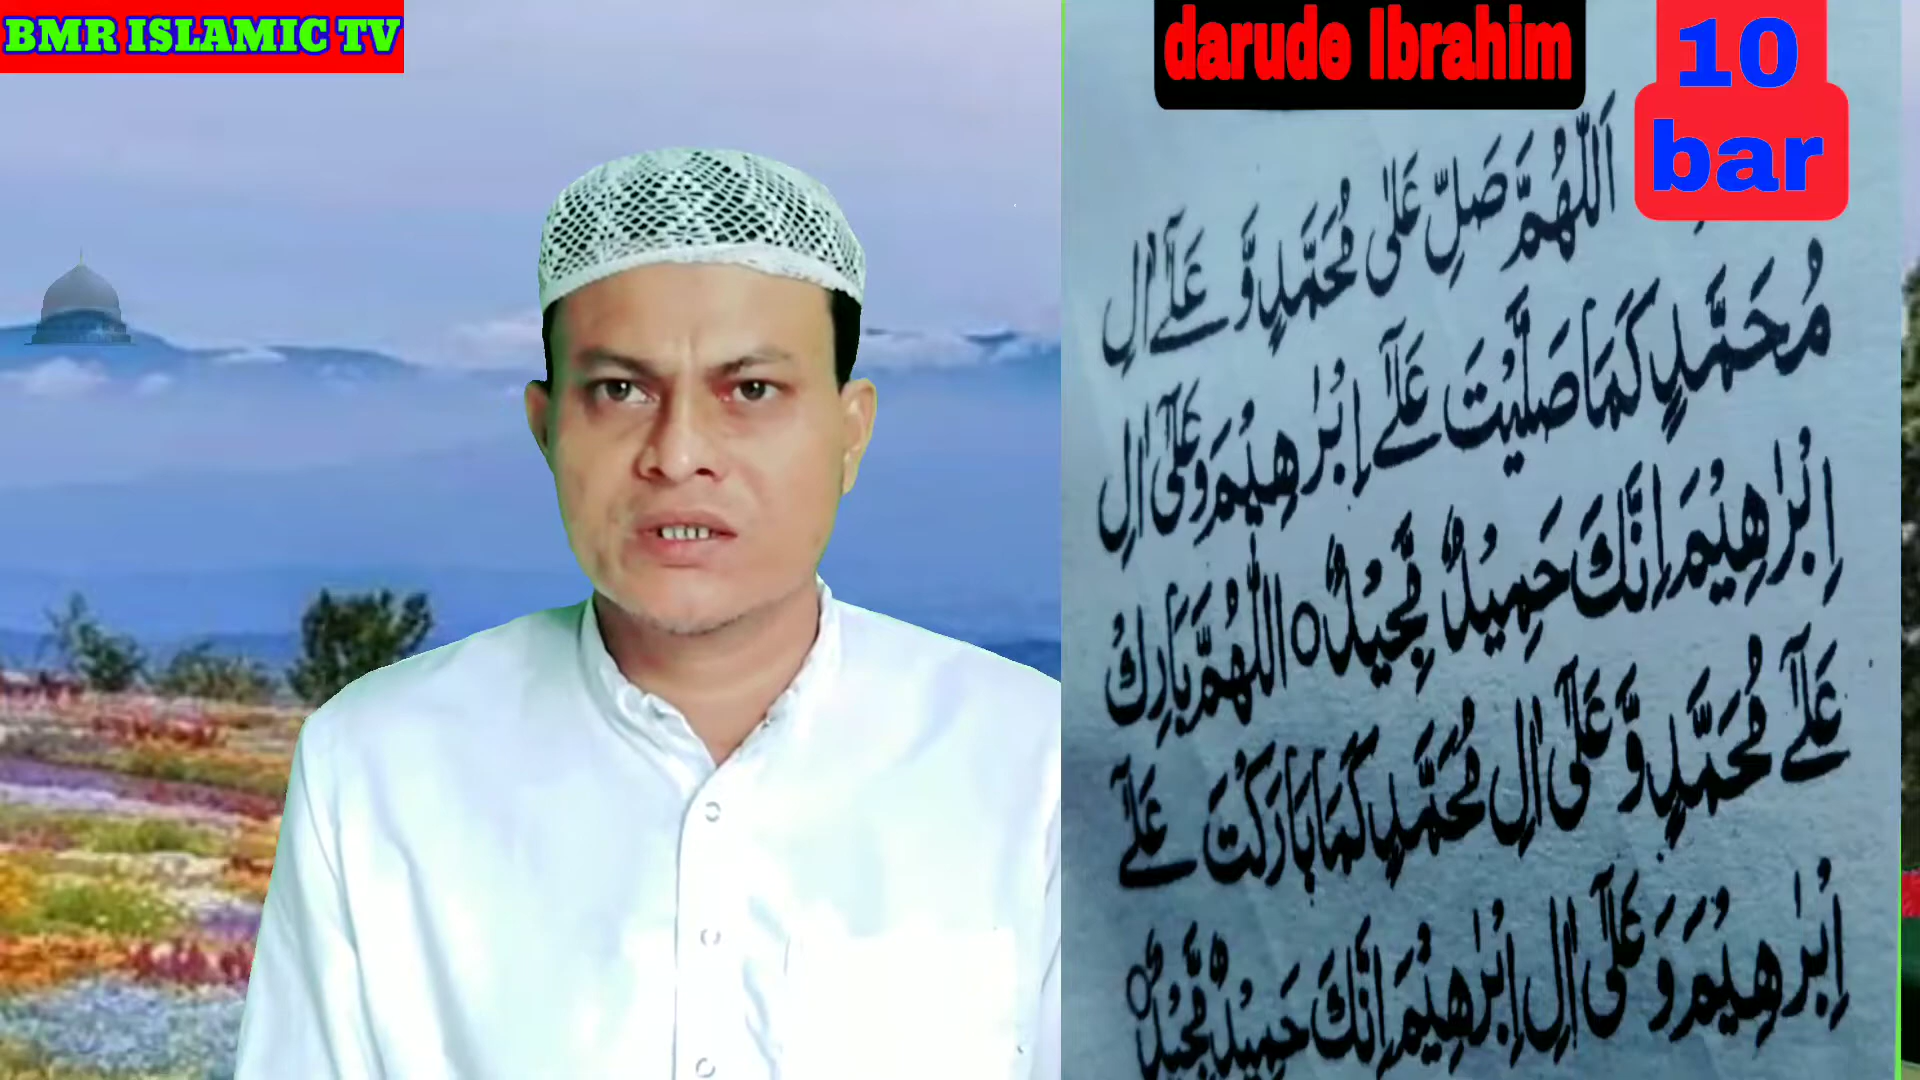 BMR ISLAMIC TV
darude Ibrahim
10
bar
اَللّٰهُمَّ صَلِّ عَلٰى مُحَمَّدٍ وَّ عَلٰٓے اٰلِ
مُحَمَّدٍ كَمَا صَلَّيْتَ عَلٰٓے اِبْرٰهِيْمَ وَعَلٰٓى اٰلِ
اِبْرٰهِيْمَ اِنَّكَ حَمِيْدٌ مَّجِيْدٌ ○ اَللّٰهُمَّ بَارِكْ
عَلٰٓے مُحَمَّدٍ وَّ عَلٰٓى اٰلِ مُحَمَّدٍ كَمَا بَارَكْتَ عَلٰٓے
اِبْرٰهِيْمَ وَ عَلٰٓى اٰلِ اِبْرٰهِيْمَ اِنَّكَ حَمِيْدٌ مَّجِيْدٌ ○